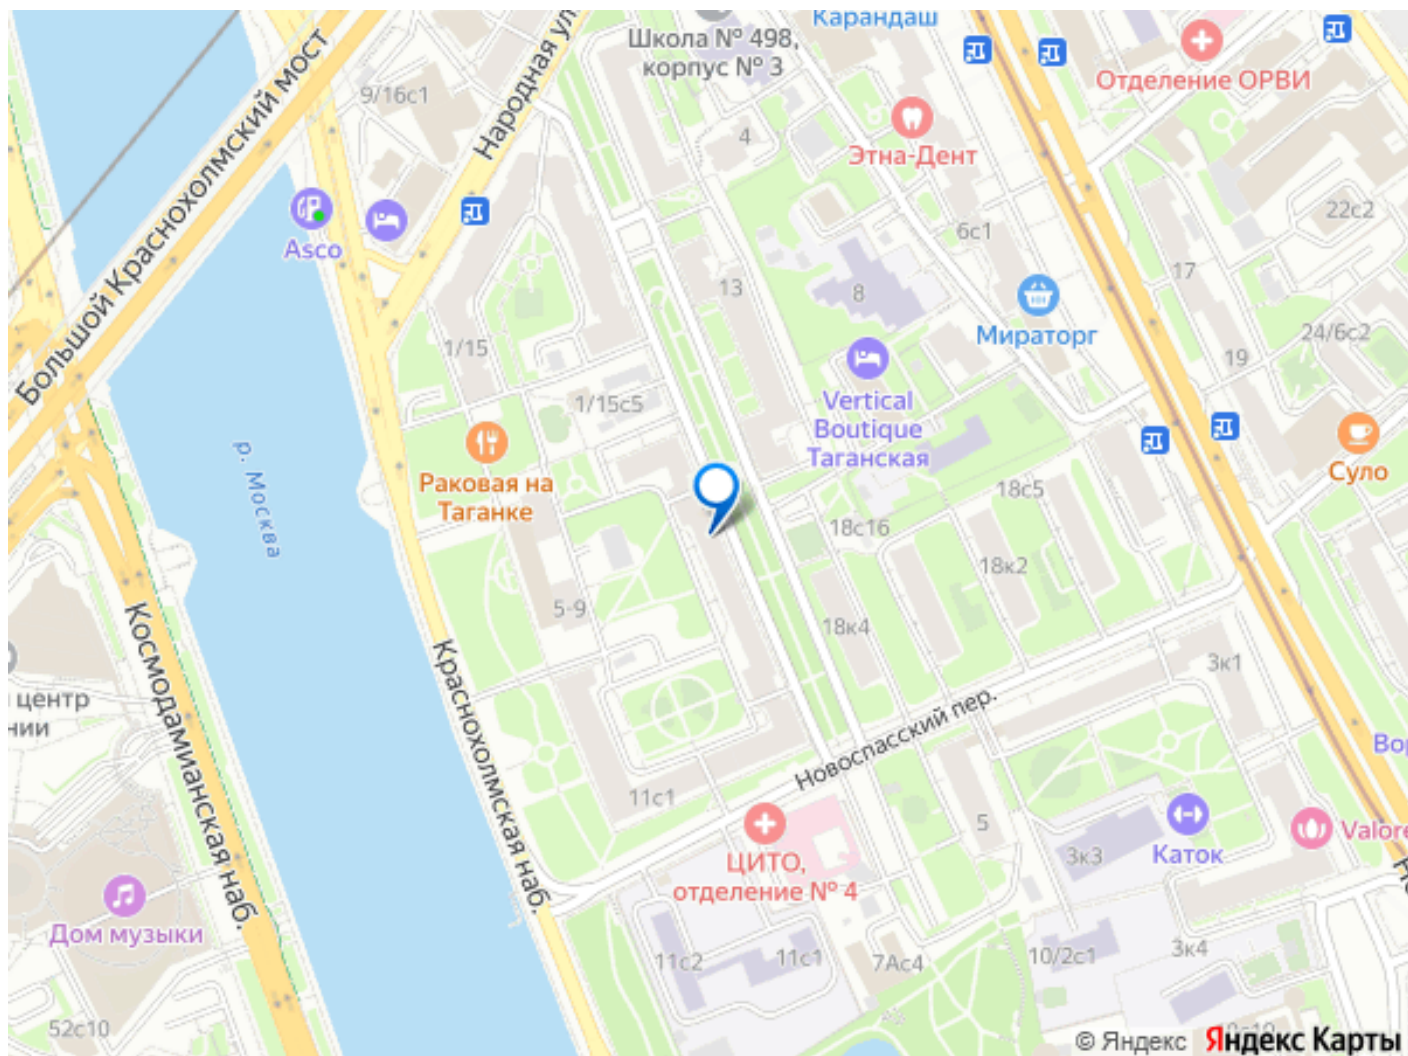 Карандаш
Школа № 498,
корпус № 3
Отделение ОРВИ
9/16с1
Народная ул.
Большой Краснохолмский мост
4
Этна-Дент
22с2
6с1
Asco
17
13
8
Мираторг
24/6с2
1/15
19
1/15с5
Vertical
Boutique
Таганская
р. Москва
Раковая на
Таганке
Суло
18с5
18с16
18к2
5-9
18к4
Космодамианская наб.
Краснохолмская наб.
3к1
центр
нии
Новоспасский пер.
Вор
11с1
5
Valore
3к3
Каток
ЦИТО,
отделение № 4
Дом музыки
11с2
11с1
7Ас4
10/2с1
3к4
52с10
© Яндекс Яндекс Карты